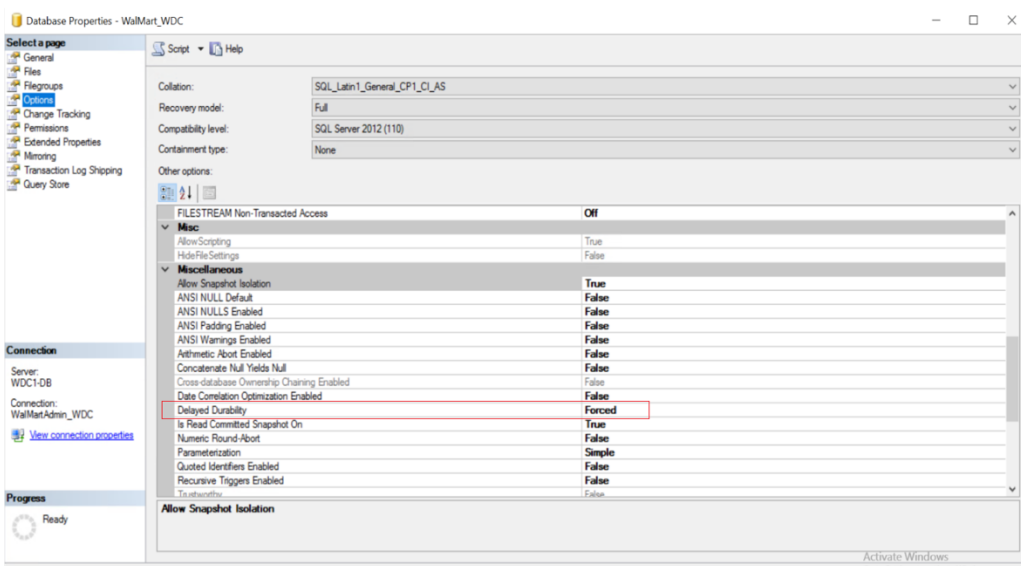 Database Properties - WalMart_WDC
Select a page
General
Files
Filegroups
Options
Change Tracking
Permissions
Extended Properties
Mirroring
Transaction Log Shipping
Query Store
Connection
Server:
WDC1-DB
Connection:
WalMartAdmin_WDC
View connection properties
Progress
Ready
Script Help
Collation: SQL_Latin1_General_CP1_CI_AS
Recovery model: Full
Compatibility level: SQL Server 2012 (110)
Containment type: None
Other options:
FILESTREAM Non-Transacted Access Off
Misc
AllowScripting True
HideFileSettings False
Miscellaneous
Allow Snapshot Isolation True
ANSI NULL Default False
ANSI NULLS Enabled False
ANSI Padding Enabled False
ANSI Warnings Enabled False
Arithmetic Abort Enabled False
Concatenate Null Yields Null False
Cross-database Ownership Chaining Enabled False
Date Correlation Optimization Enabled False
Delayed Durability Forced
Is Read Committed Snapshot On True
Numeric Round-Abort False
Parameterization Simple
Quoted Identifiers Enabled False
Recursive Triggers Enabled False
Trustworthy False
Allow Snapshot Isolation
Activate Windows